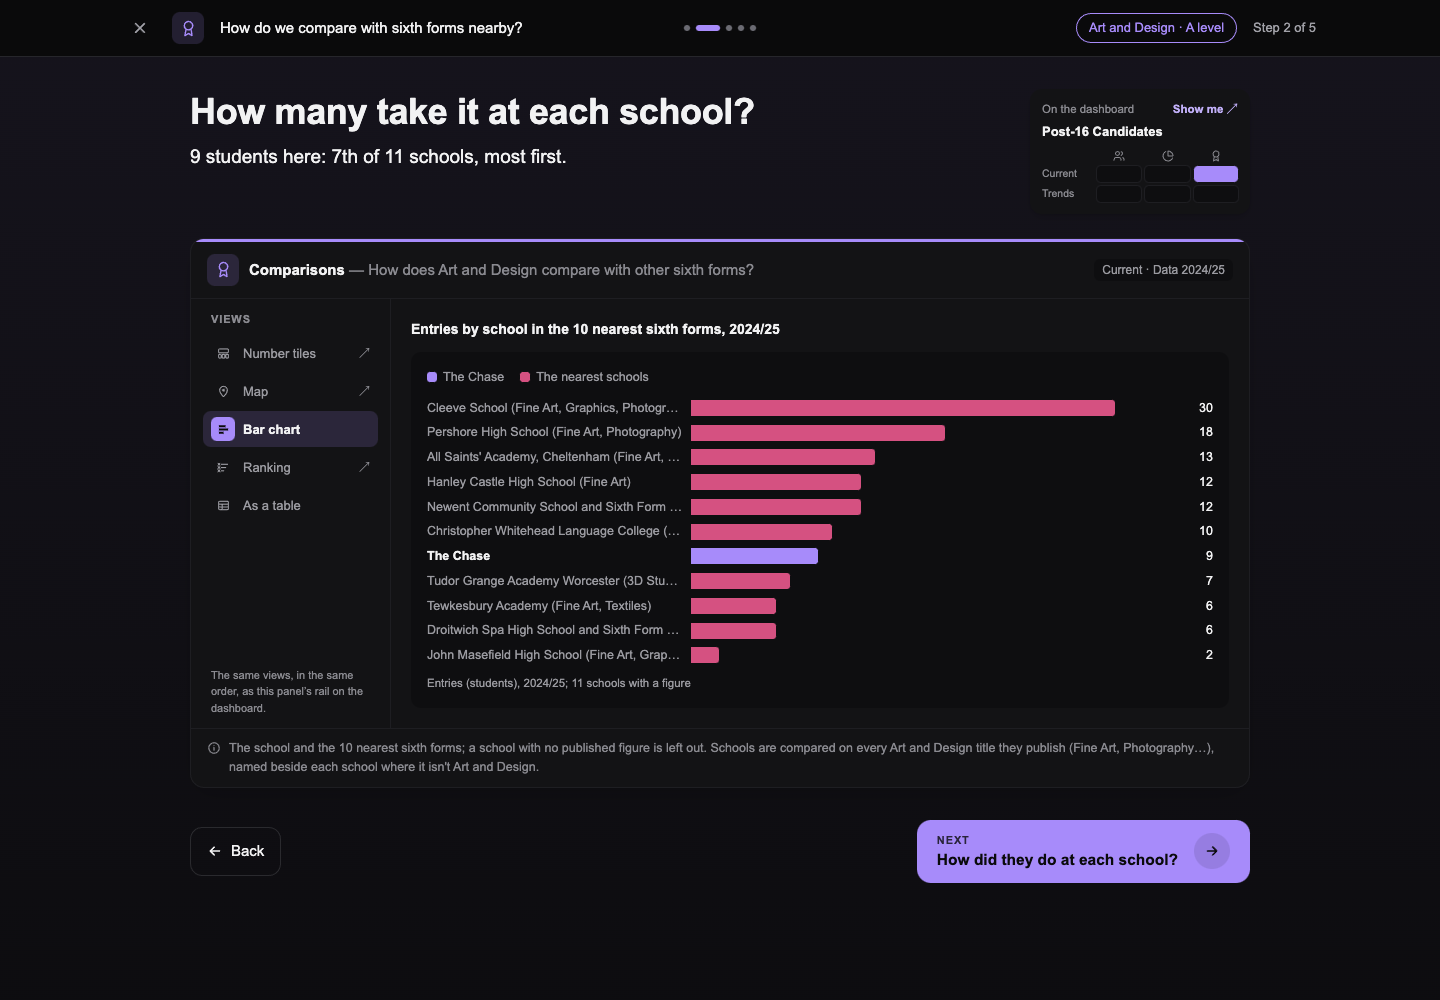 How do we compare with sixth forms nearby?
Art and Design · A level
Step 2 of 5
How many take it at each school?
9 students here: 7th of 11 schools, most first.
On the dashboard
Show me
Post-16 Candidates
Current
Trends
Comparisons — How does Art and Design compare with other sixth forms?
Current · Data 2024/25
VIEWS
Number tiles
Map
Bar chart
Ranking
As a table
The same views, in the same
order, as this panel's rail on the
dashboard.
Entries by school in the 10 nearest sixth forms, 2024/25
The Chase
The nearest schools
Cleeve School (Fine Art, Graphics, Photogr… 30
Pershore High School (Fine Art, Photography) 18
All Saints' Academy, Cheltenham (Fine Art, … 13
Hanley Castle High School (Fine Art) 12
Newent Community School and Sixth Form … 12
Christopher Whitehead Language College (… 10
The Chase 9
Tudor Grange Academy Worcester (3D Stu… 7
Tewkesbury Academy (Fine Art, Textiles) 6
Droitwich Spa High School and Sixth Form … 6
John Masefield High School (Fine Art, Grap… 2
Entries (students), 2024/25; 11 schools with a figure
The school and the 10 nearest sixth forms; a school with no published figure is left out. Schools are compared on every Art and Design title they publish (Fine Art, Photography…),
named beside each school where it isn't Art and Design.
Back
NEXT
How did they do at each school?